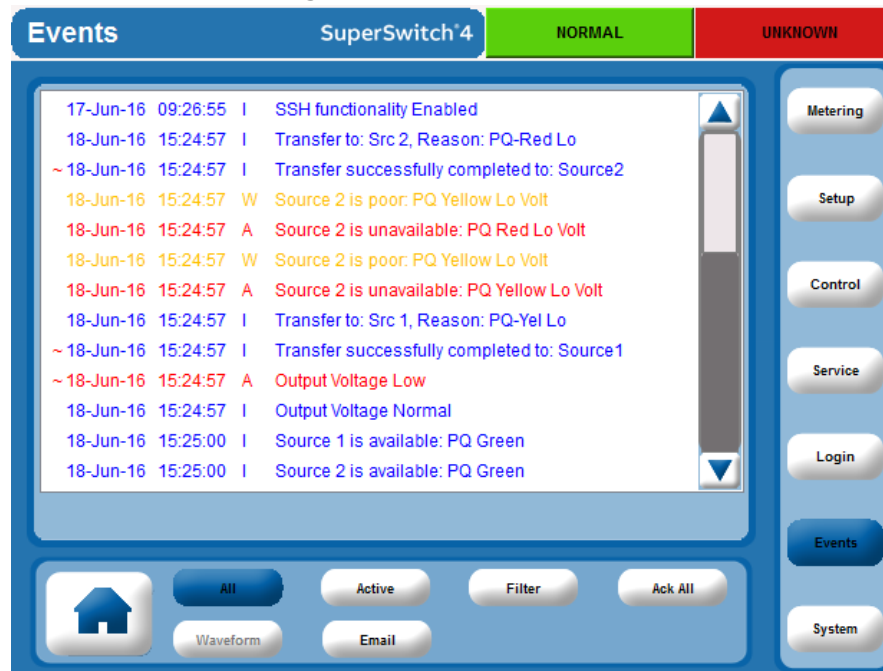 Events SuperSwitch®4 NORMAL UNKNOWN
17-Jun-16 09:26:55 I SSH functionality Enabled
18-Jun-16 15:24:57 I Transfer to: Src 2, Reason: PQ-Red Lo
~18-Jun-16 15:24:57 I Transfer successfully completed to: Source2
18-Jun-16 15:24:57 W Source 2 is poor: PQ Yellow Lo Volt
18-Jun-16 15:24:57 A Source 2 is unavailable: PQ Red Lo Volt
18-Jun-16 15:24:57 W Source 2 is poor: PQ Yellow Lo Volt
18-Jun-16 15:24:57 A Source 2 is unavailable: PQ Yellow Lo Volt
18-Jun-16 15:24:57 I Transfer to: Src 1, Reason: PQ-Yel Lo
~18-Jun-16 15:24:57 I Transfer successfully completed to: Source1
~18-Jun-16 15:24:57 A Output Voltage Low
18-Jun-16 15:24:57 I Output Voltage Normal
18-Jun-16 15:25:00 I Source 1 is available: PQ Green
18-Jun-16 15:25:00 I Source 2 is available: PQ Green
Metering
Setup
Control
Service
Login
Events
System
All Active Filter Ack All
Waveform Email